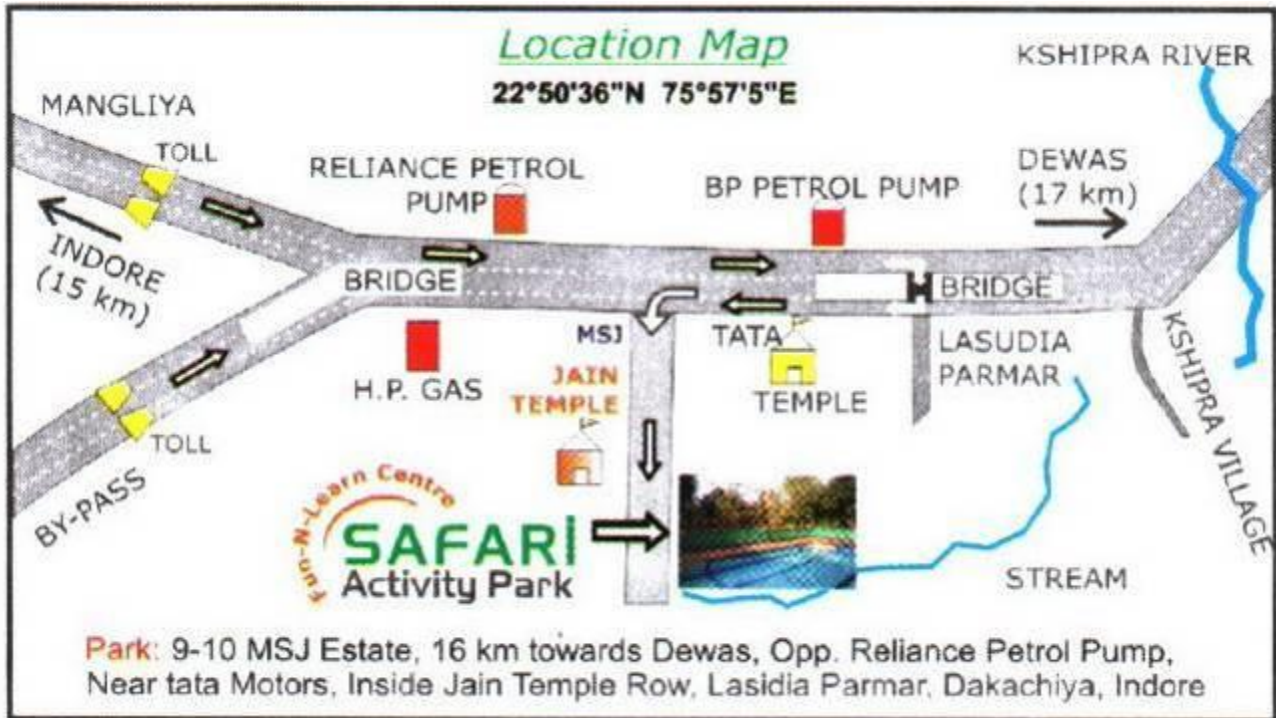 Location Map
22°50'36"N 75°57'5"E
KSHIPRA RIVER
MANGLIYA
TOLL
RELIANCE PETROL
PUMP
BP PETROL PUMP
DEWAS
(17 km)
INDORE
(15 km)
BRIDGE
BRIDGE
MSJ
TATA
LASUDIA
PARMAR
KSHIPRA VILLAGE
H.P. GAS
JAIN
TEMPLE
TEMPLE
TOLL
BY-PASS
Fun-N-Learn Centre
SAFARi
Activity Park
STREAM
Park: 9-10 MSJ Estate, 16 km towards Dewas, Opp. Reliance Petrol Pump,
Near tata Motors, Inside Jain Temple Row, Lasidia Parmar, Dakachiya, Indore